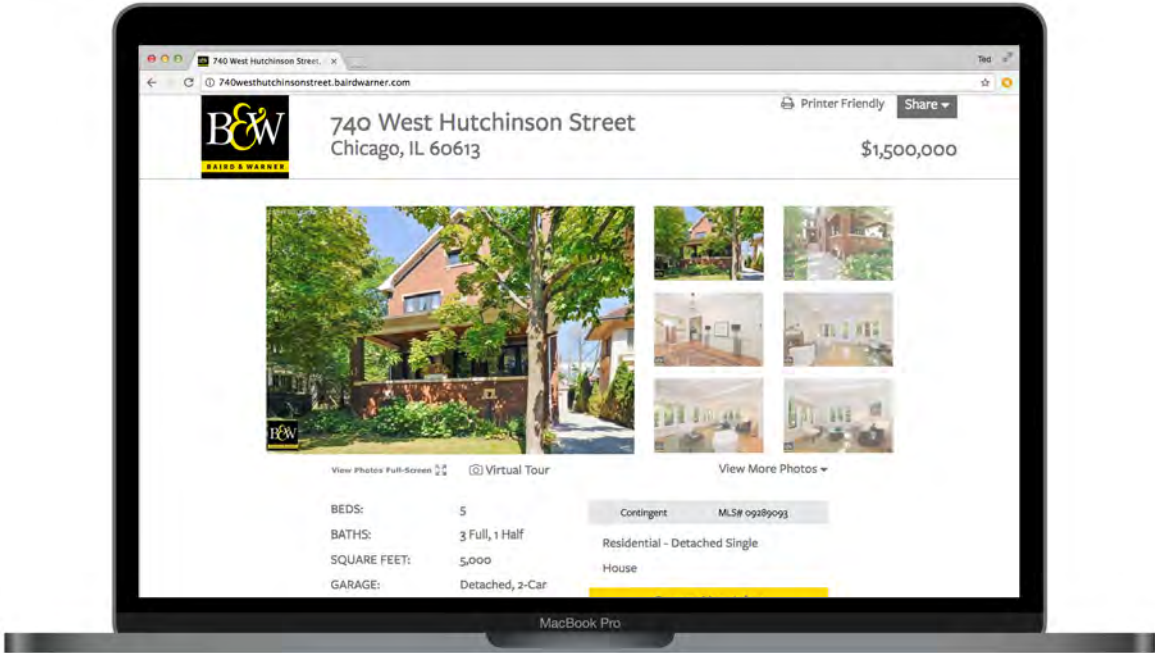 740 West Hutchinson Street, ×
Ted
740westhutchinsonstreet.bairdwarner.com
B&W
BAIRD & WARNER
740 West Hutchinson Street
Chicago, IL 60613
Printer Friendly
Share
$1,500,000
B&W
View Photos Full-Screen
Virtual Tour
View More Photos
BEDS: 5
BATHS: 3 Full, 1 Half
SQUARE FEET: 5,000
GARAGE: Detached, 2-Car
Contingent MLS# 09289093
Residential - Detached Single
House
MacBook Pro